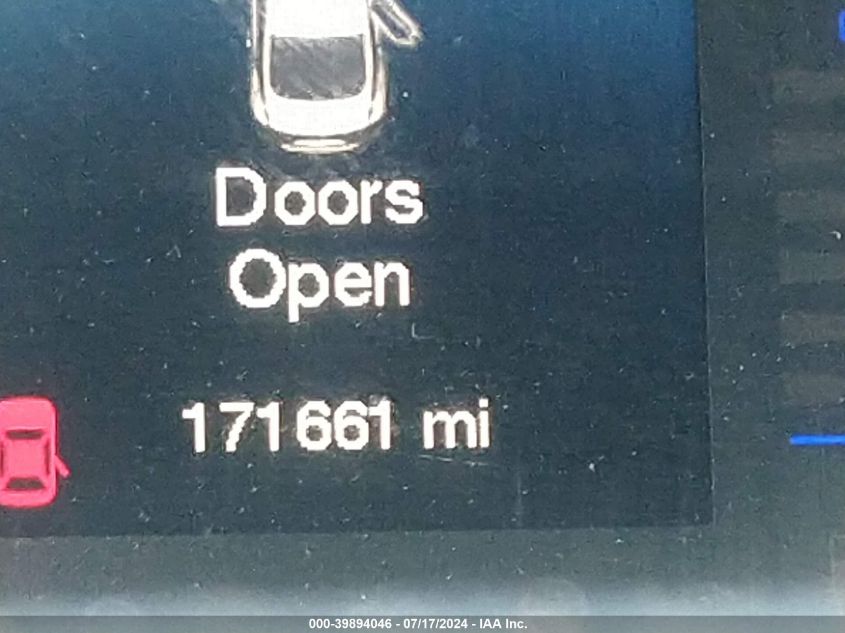 Doors
Open
171661 mi
000-39894046 - 07/17/2024 - IAA Inc.